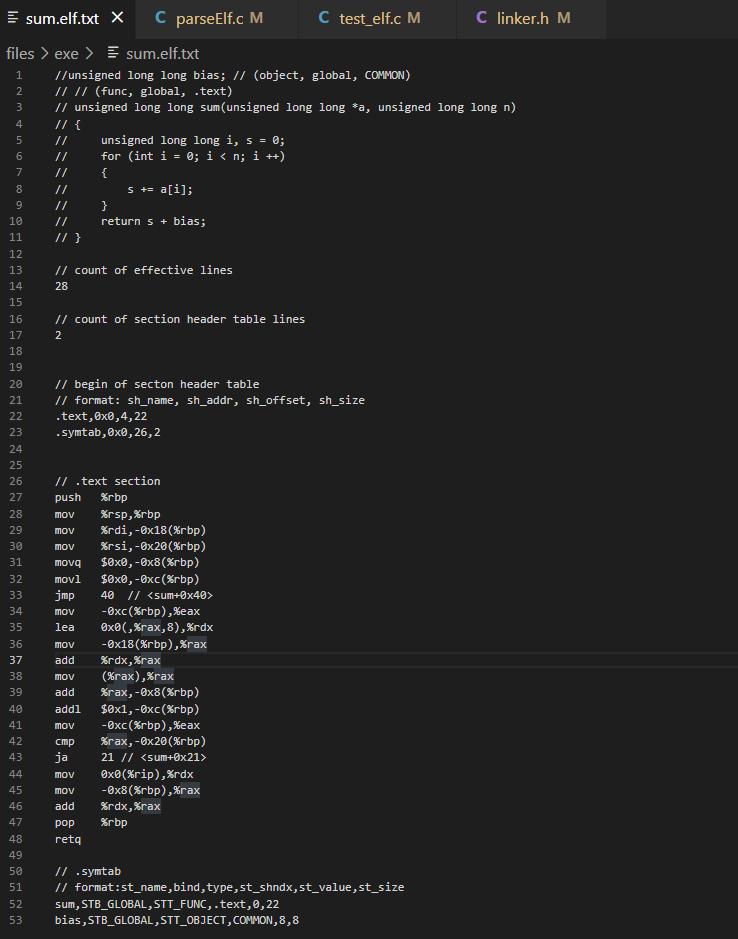 sum.elf.txt × C parseElf.c M C test_elf.c M C linker.h M
files > exe > sum.elf.txt
1 //unsigned long long bias; // (object, global, COMMON)
2 // // (func, global, .text)
3 // unsigned long long sum(unsigned long long *a, unsigned long long n)
4 // {
5 //     unsigned long long i, s = 0;
6 //     for (int i = 0; i < n; i ++)
7 //     {
8 //         s += a[i];
9 //     }
10 //     return s + bias;
11 // }
12
13 // count of effective lines
14 28
15
16 // count of section header table lines
17 2
18
19
20 // begin of secton header table
21 // format: sh_name, sh_addr, sh_offset, sh_size
22 .text,0x0,4,22
23 .symtab,0x0,26,2
24
25
26 // .text section
27 push   %rbp
28 mov    %rsp,%rbp
29 mov    %rdi,-0x18(%rbp)
30 mov    %rsi,-0x20(%rbp)
31 movq   $0x0,-0x8(%rbp)
32 movl   $0x0,-0xc(%rbp)
33 jmp    40  // <sum+0x40>
34 mov    -0xc(%rbp),%eax
35 lea    0x0(,%rax,8),%rdx
36 mov    -0x18(%rbp),%rax
37 add    %rdx,%rax
38 mov    (%rax),%rax
39 add    %rax,-0x8(%rbp)
40 addl   $0x1,-0xc(%rbp)
41 mov    -0xc(%rbp),%eax
42 cmp    %rax,-0x20(%rbp)
43 ja     21 // <sum+0x21>
44 mov    0x0(%rip),%rdx
45 mov    -0x8(%rbp),%rax
46 add    %rdx,%rax
47 pop    %rbp
48 retq
49
50 // .symtab
51 // format:st_name,bind,type,st_shndx,st_value,st_size
52 sum,STB_GLOBAL,STT_FUNC,.text,0,22
53 bias,STB_GLOBAL,STT_OBJECT,COMMON,8,8